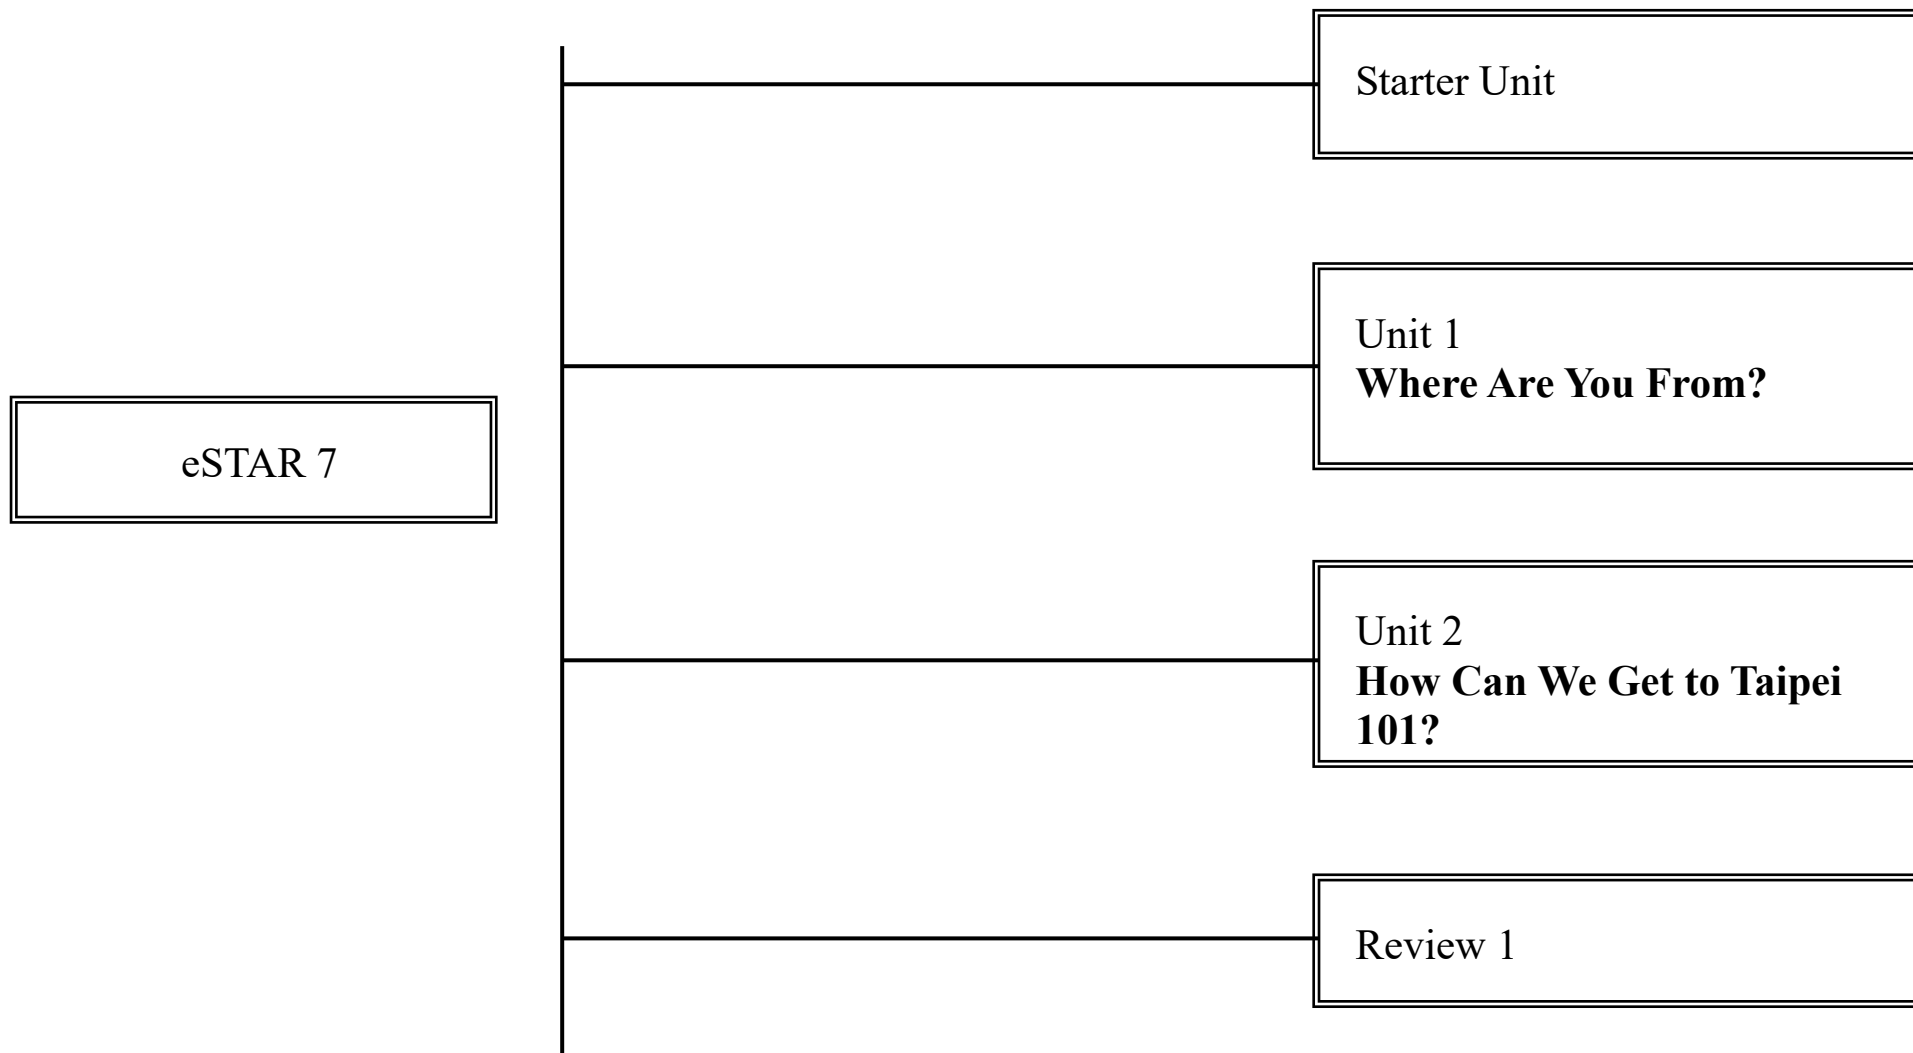 Starter Unit
Unit 1
Where Are You From?
eSTAR 7
Unit 2
How Can We Get to Taipei
101?
Review 1